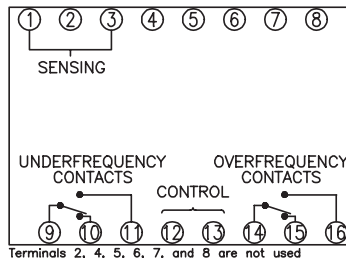 1 2 3 4 5 6 7 8
SENSING
UNDERFREQUENCY CONTACTS
OVERFREQUENCY CONTACTS
CONTROL
9 10 11 12 13 14 15 16
Terminals 2, 4, 5, 6, 7, and 8 are not used